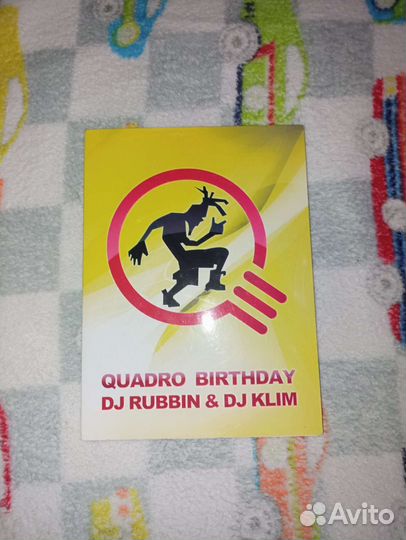 QUADRO BIRTHDAY
DJ RUBBIN & DJ KLIM
Avito